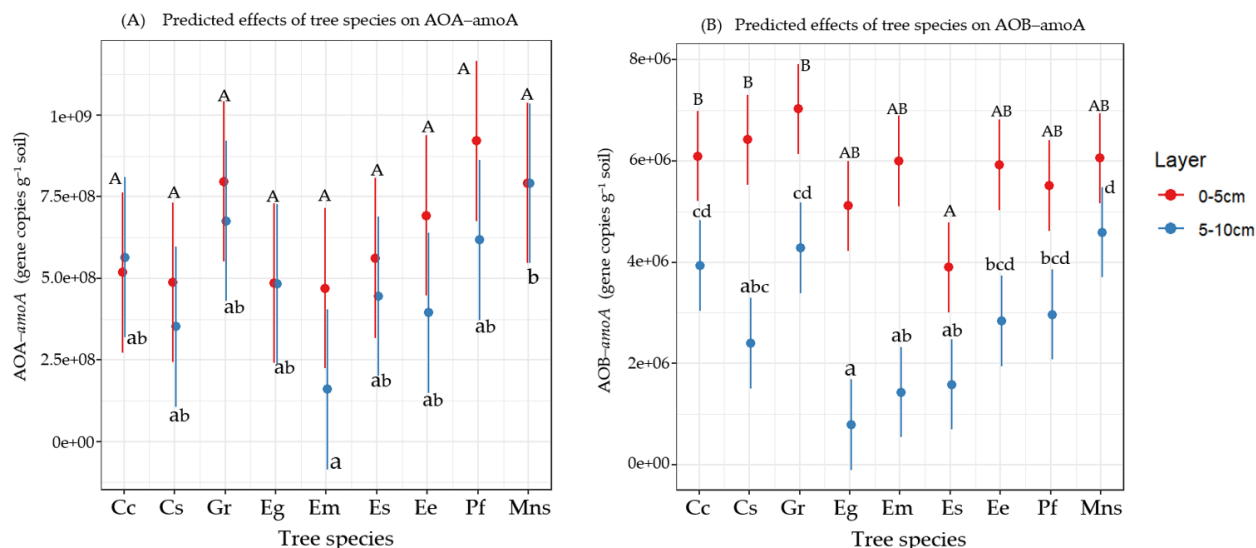 (A) Predicted effects of tree species on AOA–amoA
AOA–amoA (gene copies g⁻¹ soil)
1e+09
7.5e+08
5.0e+08
2.5e+08
0e+00
A
A
A
A
A
A
A
A
A
ab
ab
ab
ab
a
ab
ab
ab
b
Cc Cs Gr Eg Em Es Ee Pf Mns
Tree species
(B) Predicted effects of tree species on AOB–amoA
AOB–amoA (gene copies g⁻¹ soil)
8e+06
6e+06
4e+06
2e+06
0e+00
B
B
B
AB
AB
A
AB
AB
AB
cd
abc
cd
a
ab
ab
bcd
bcd
d
Cc Cs Gr Eg Em Es Ee Pf Mns
Tree species
Layer
0-5cm
5-10cm